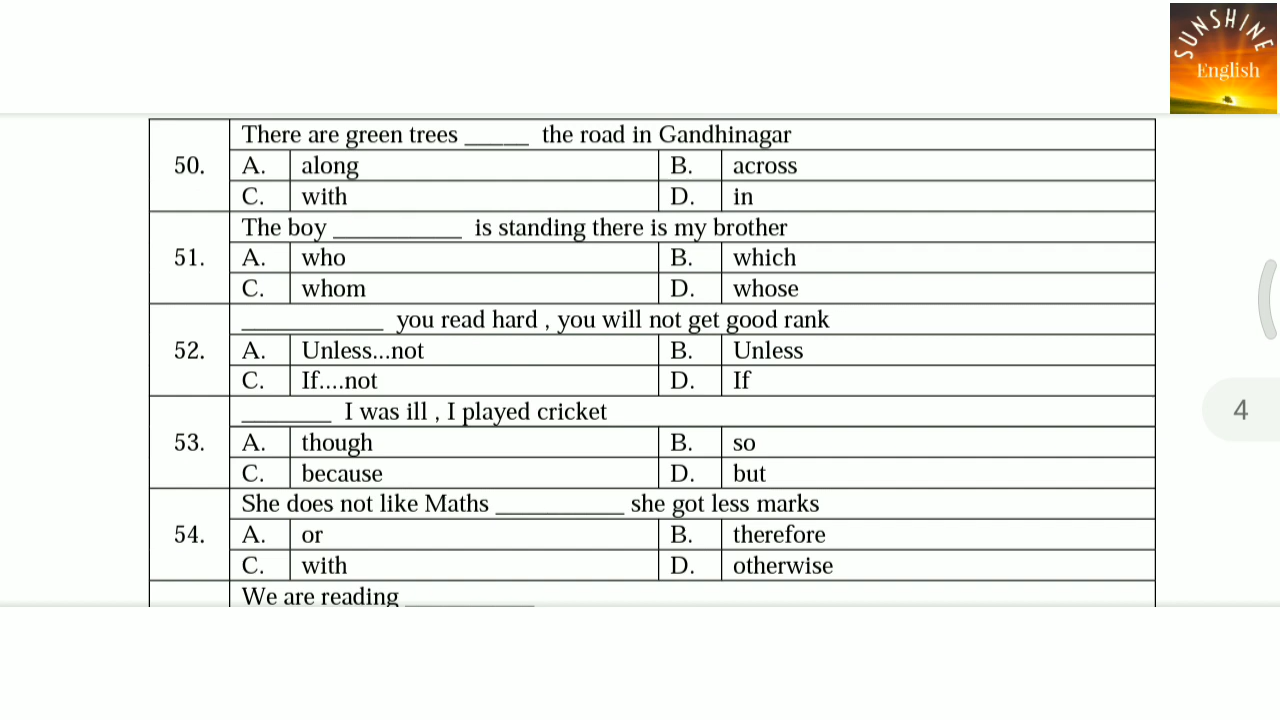 SUNSHINE
English
There are green trees ______ the road in Gandhinagar
50. A. along B. across
C. with D. in
The boy ____________ is standing there is my brother
51. A. who B. which
C. whom D. whose
_____________ you read hard , you will not get good rank
52. A. Unless...not B. Unless
C. If....not D. If
________ I was ill , I played cricket
53. A. though B. so
C. because D. but
She does not like Maths ____________ she got less marks
54. A. or B. therefore
C. with D. otherwise
We are reading ____________
4